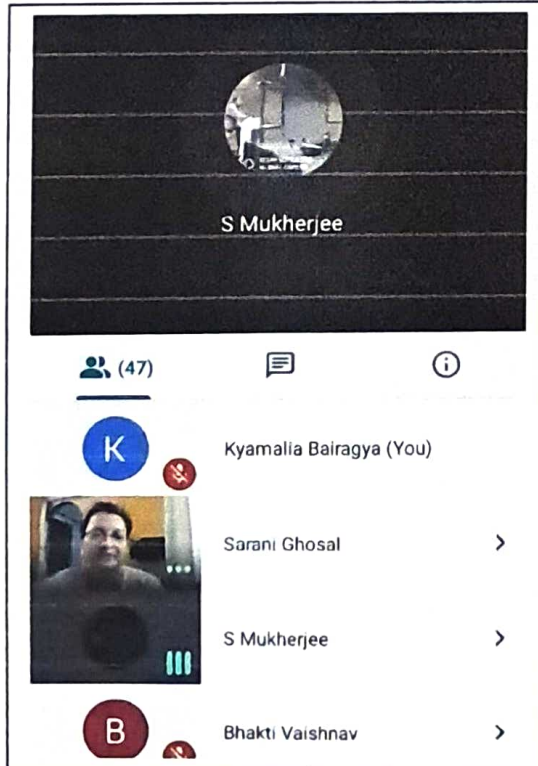 S Mukherjee
(47)
K
Kyamalia Bairagya (You)
Sarani Ghosal
S Mukherjee
B
Bhakti Vaishnav